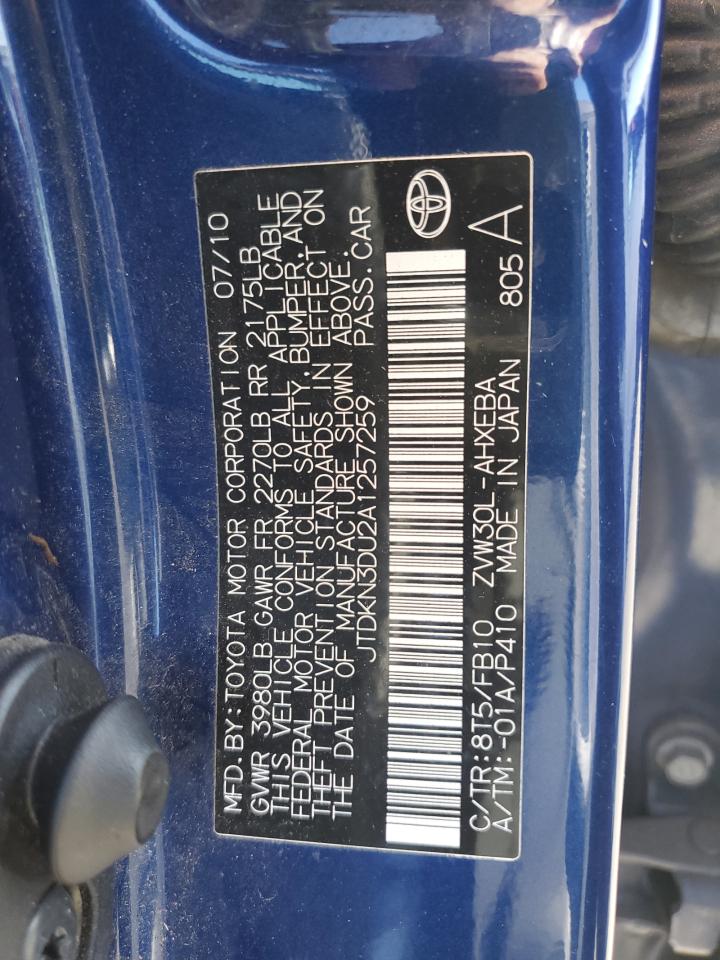 MFD.BY:TOYOTA MOTOR CORPORATION 07/10
GVWR 3980LB GAWR FR 2270LB RR 2175LB
THIS VEHICLE CONFORMS TO ALL APPLICABLE
FEDERAL MOTOR VEHICLE SAFETY,BUMPER,AND
THEFT PREVENTION STANDARDS IN EFFECT ON
THE DATE OF MANUFACTURE SHOWN ABOVE.
JTDKN3DU2A1257259 PASS.CAR
C/TR:8T5/FB10 ZVW30L-AHXEBA 805 A
A/TM:-01A/P410 MADE IN JAPAN